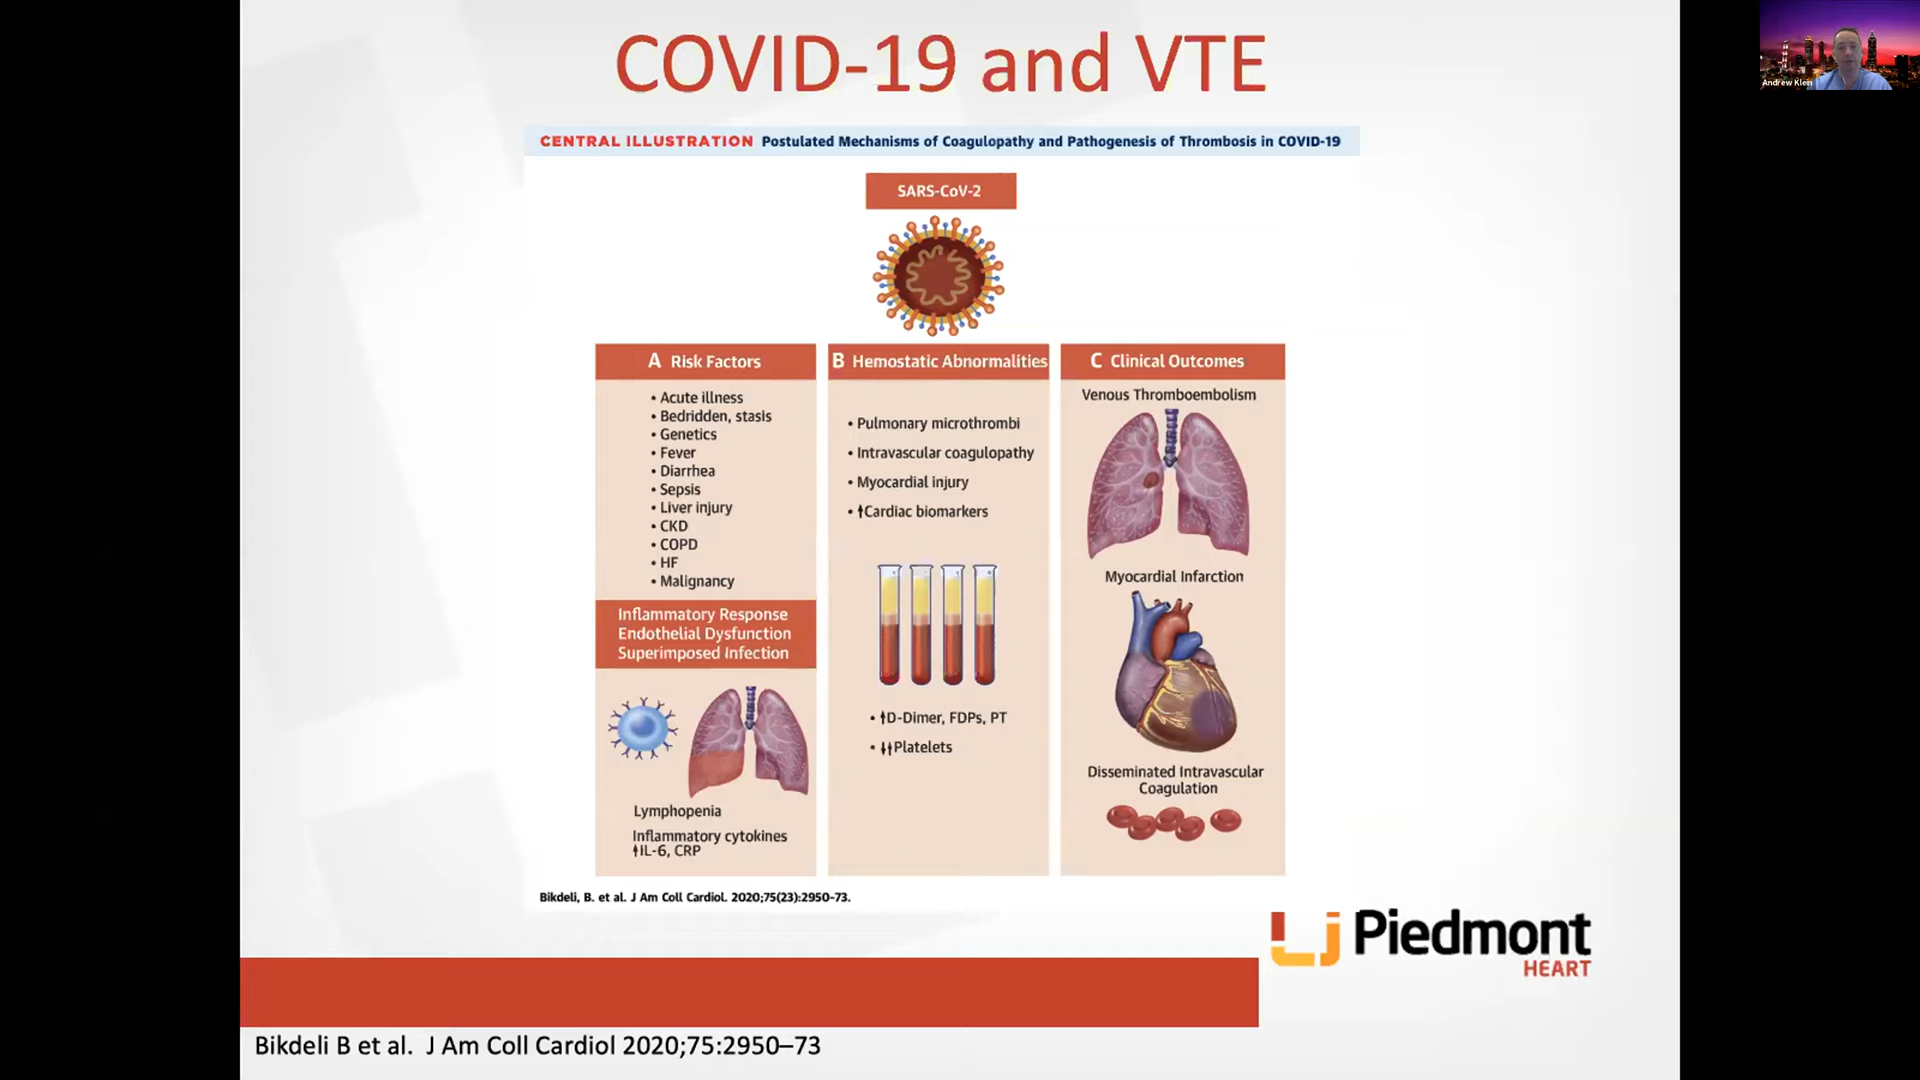 COVID-19 and VTE
Andrew Klein
CENTRAL ILLUSTRATION Postulated Mechanisms of Coagulopathy and Pathogenesis of Thrombosis in COVID-19
SARS-CoV-2
A Risk Factors
• Acute illness
• Bedridden, stasis
• Genetics
• Fever
• Diarrhea
• Sepsis
• Liver injury
• CKD
• COPD
• HF
• Malignancy
Inflammatory Response
Endothelial Dysfunction
Superimposed Infection
Lymphopenia
Inflammatory cytokines
↑IL-6, CRP
B Hemostatic Abnormalities
• Pulmonary microthrombi
• Intravascular coagulopathy
• Myocardial injury
• ↑Cardiac biomarkers
• ↑D-Dimer, FDPs, PT
• ↓↓Platelets
C Clinical Outcomes
Venous Thromboembolism
Myocardial Infarction
Disseminated Intravascular
Coagulation
Bikdeli, B. et al. J Am Coll Cardiol. 2020;75(23):2950-73.
Piedmont
HEART
Bikdeli B et al. J Am Coll Cardiol 2020;75:2950–73